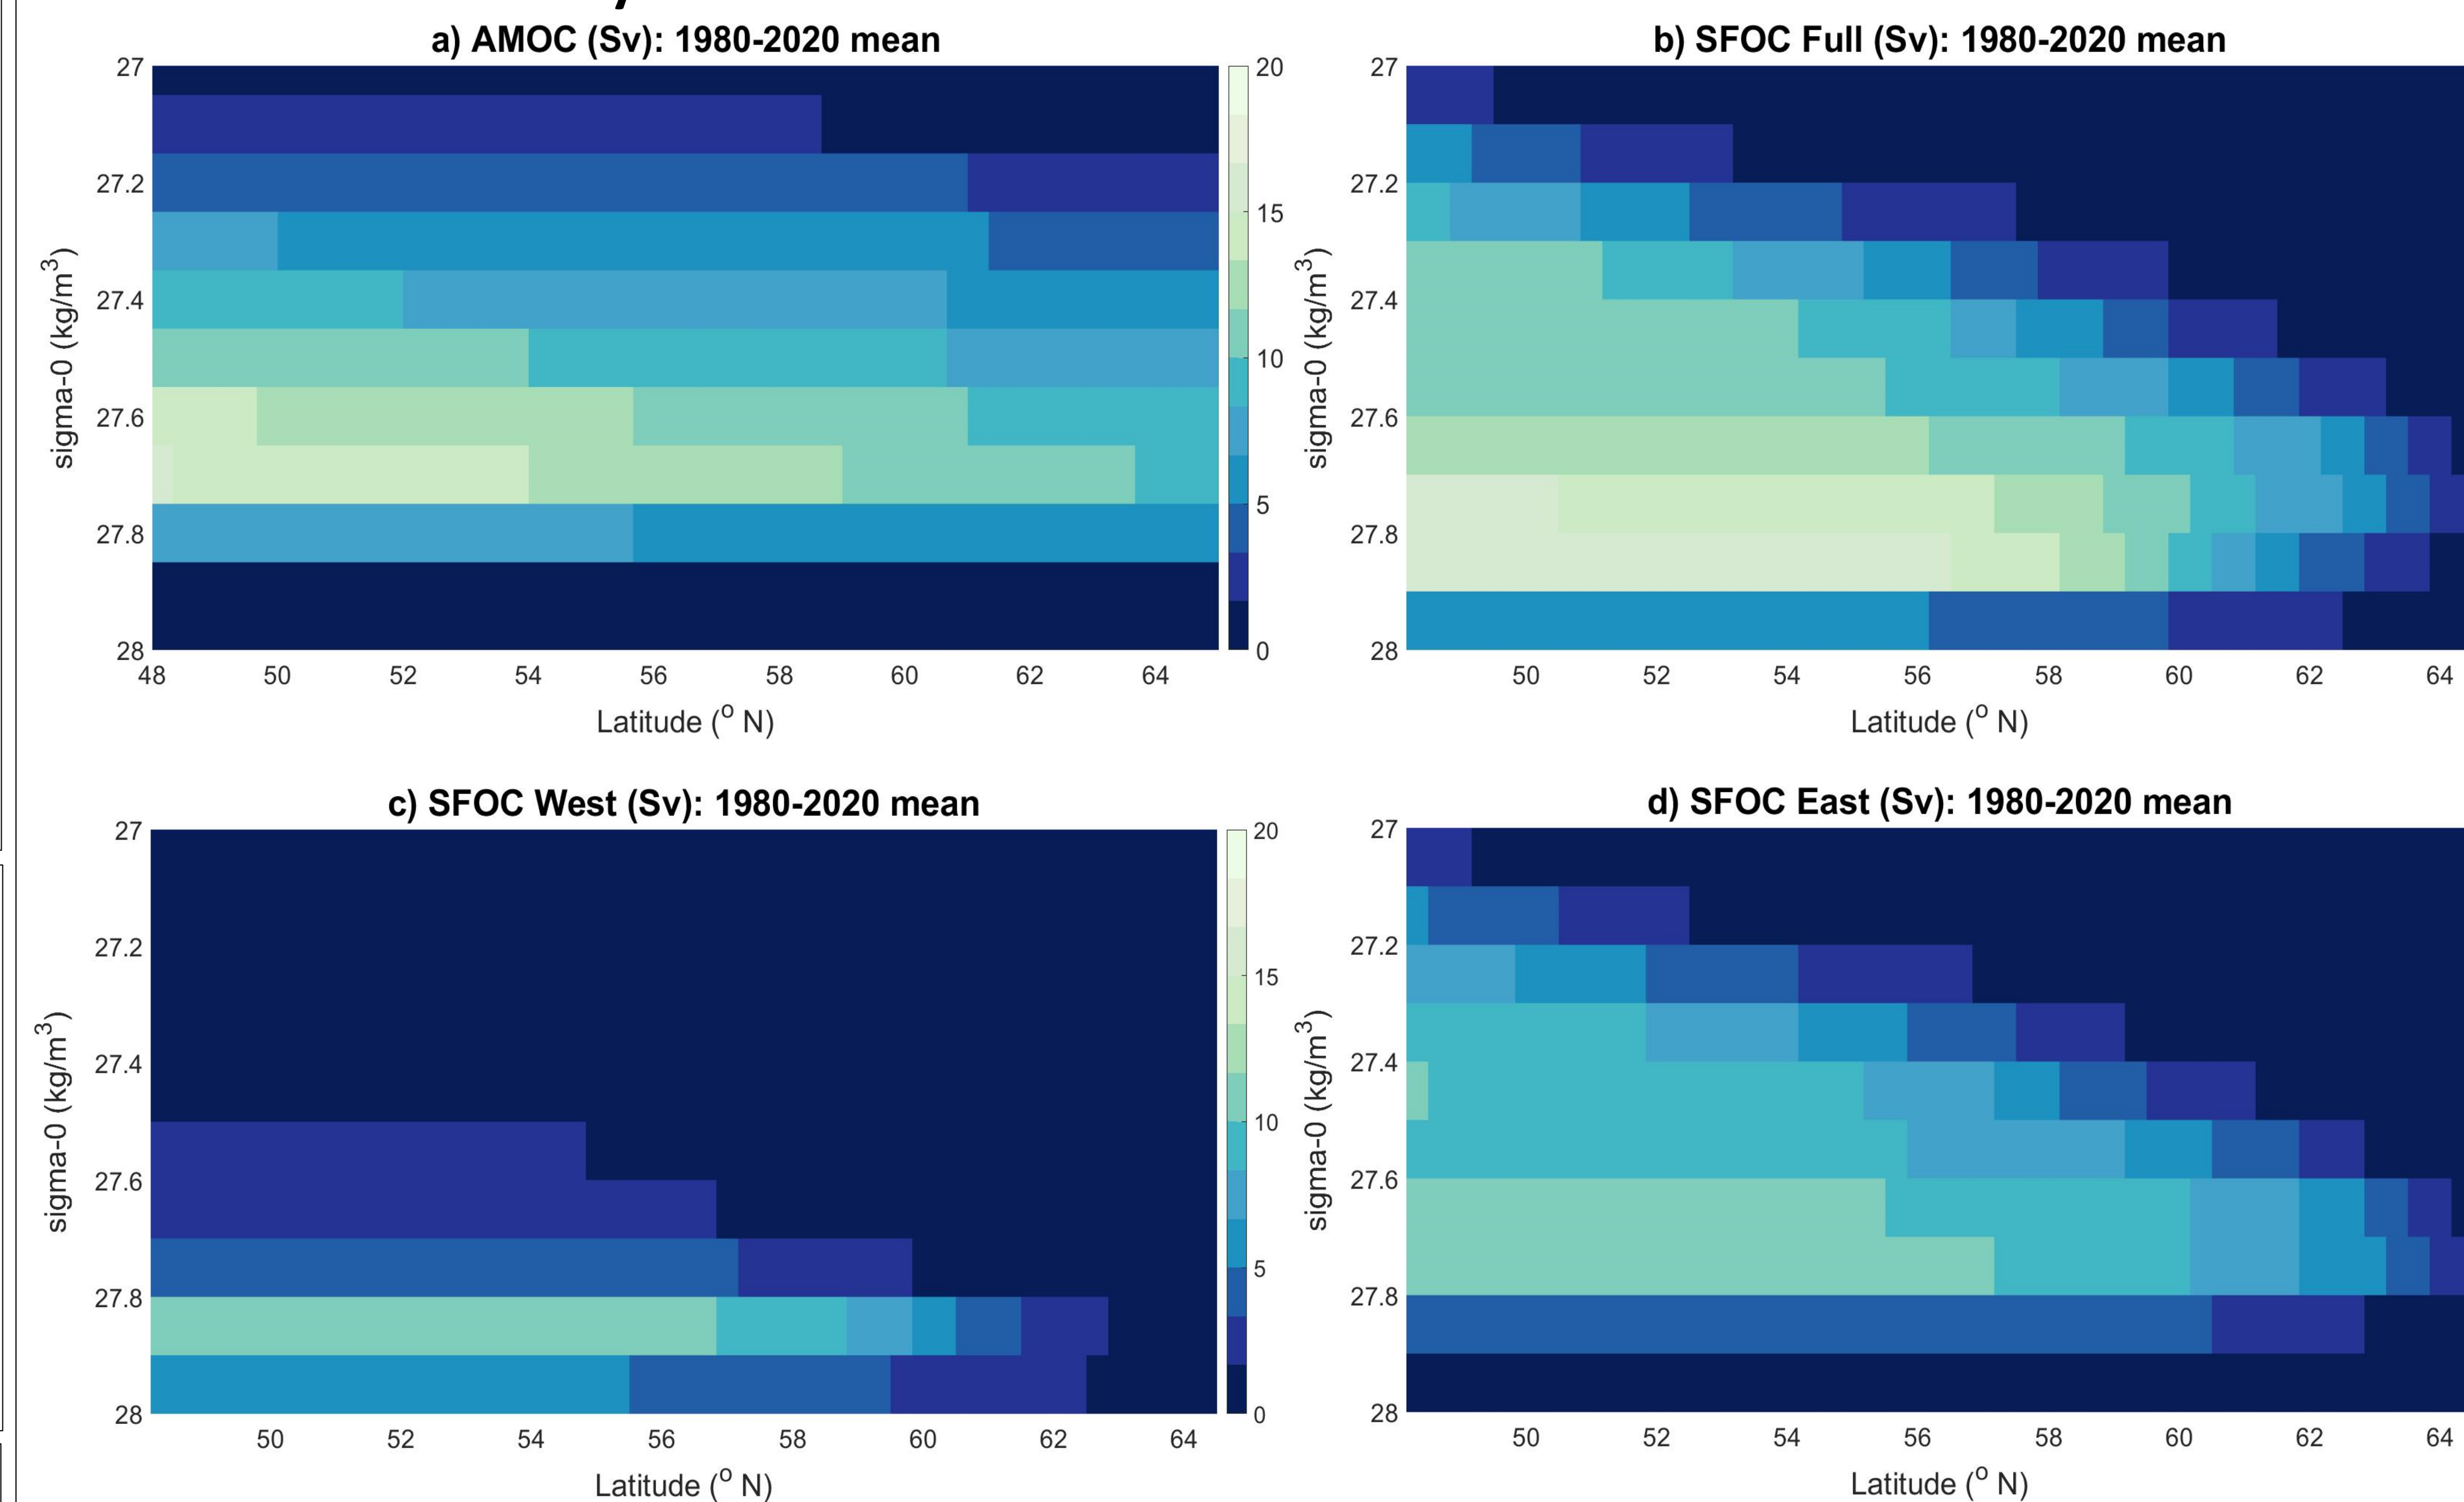 a) AMOC (Sv): 1980-2020 mean
27
27.2
27.4
27.6
27.8
28
sigma-0 (kg/m³)
48 50 52 54 56 58 60 62 64
Latitude (° N)
20
15
10
5
0
b) SFOC Full (Sv): 1980-2020 mean
27
27.2
27.4
27.6
27.8
28
sigma-0 (kg/m³)
50 52 54 56 58 60 62 64
Latitude (° N)
c) SFOC West (Sv): 1980-2020 mean
27
27.2
27.4
27.6
27.8
28
sigma-0 (kg/m³)
50 52 54 56 58 60 62 64
Latitude (° N)
20
15
10
5
0
d) SFOC East (Sv): 1980-2020 mean
27
27.2
27.4
27.6
27.8
28
sigma-0 (kg/m³)
50 52 54 56 58 60 62 64
Latitude (° N)